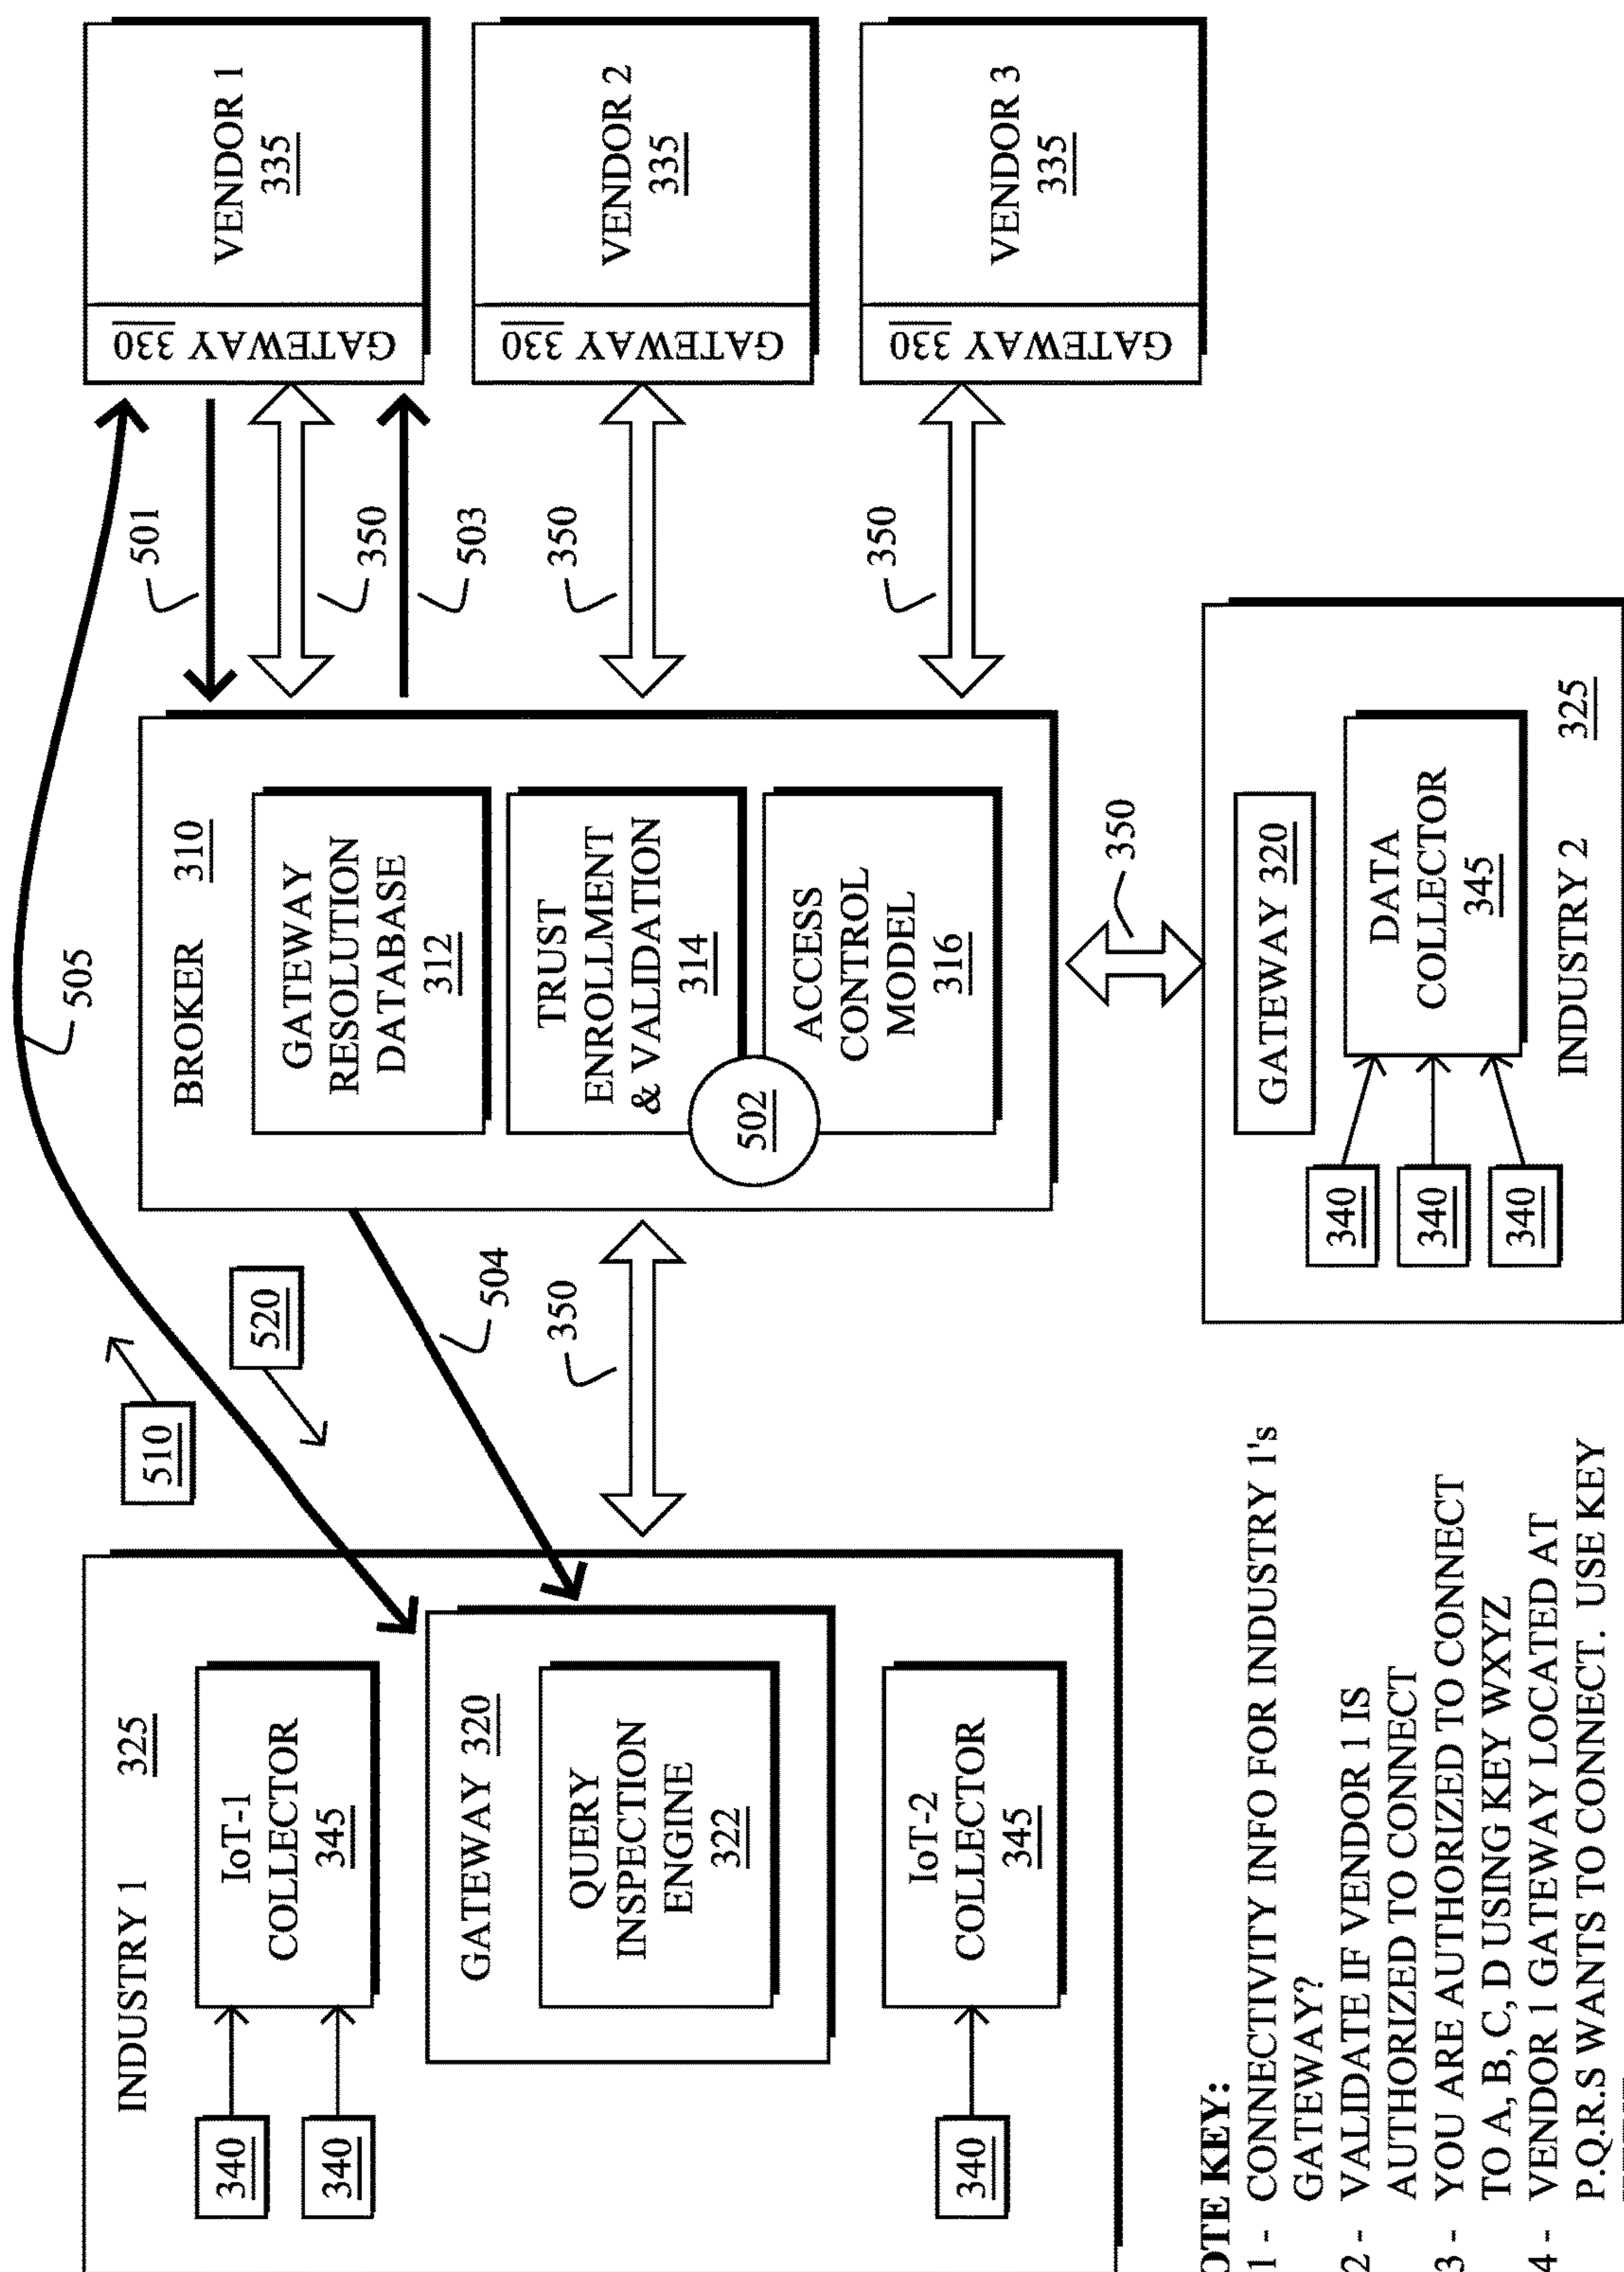 INDUSTRY 1 325
IoT-1
COLLECTOR
345
340
340
GATEWAY 320
QUERY
INSPECTION
ENGINE
322
IoT-2
COLLECTOR
345
340
510
520
505
504
350
BROKER 310
GATEWAY
RESOLUTION
DATABASE
312
TRUST
ENROLLMENT
& VALIDATION
314
ACCESS
CONTROL
MODEL
316
502
501
350
503
350
350
GATEWAY 330
VENDOR 1
335
GATEWAY 330
VENDOR 2
335
GATEWAY 330
VENDOR 3
335
350
GATEWAY 320
DATA
COLLECTOR
345
340
340
340
INDUSTRY 2 325
OTE KEY:
1 - CONNECTIVITY INFO FOR INDUSTRY 1's
GATEWAY?
2 - VALIDATE IF VENDOR 1 IS
AUTHORIZED TO CONNECT
3 - YOU ARE AUTHORIZED TO CONNECT
TO A, B, C, D USING KEY WXYZ
4 - VENDOR 1 GATEWAY LOCATED AT
P.Q.R.S WANTS TO CONNECT. USE KEY